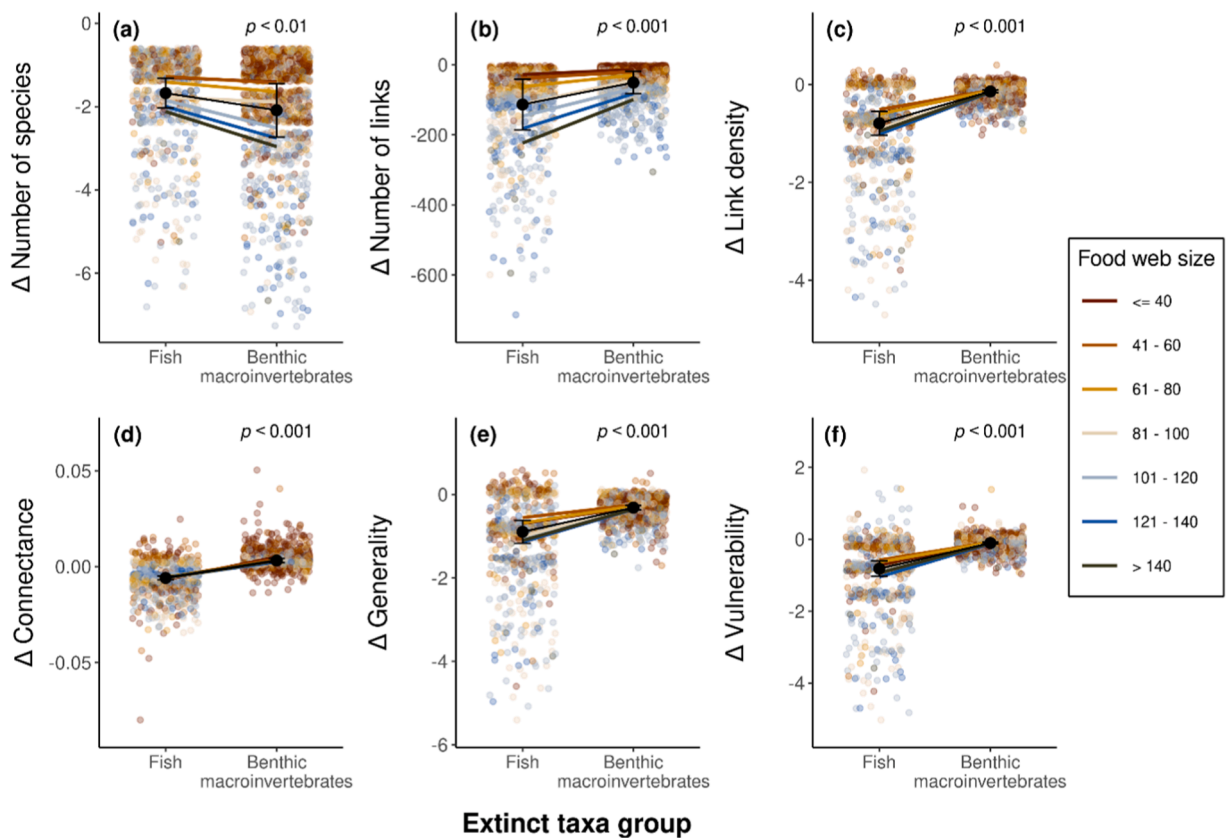 (a)
p < 0.01
Δ Number of species
0
-2
-4
-6
Fish
Benthic
macroinvertebrates
(b)
p < 0.001
Δ Number of links
0
-200
-400
-600
Fish
Benthic
macroinvertebrates
(c)
p < 0.001
Δ Link density
0
-2
-4
Fish
Benthic
macroinvertebrates
Food web size
<= 40
41 - 60
61 - 80
81 - 100
101 - 120
121 - 140
> 140
(d)
p < 0.001
Δ Connectance
0.05
0.00
-0.05
Fish
Benthic
macroinvertebrates
(e)
p < 0.001
Δ Generality
0
-2
-4
-6
Fish
Benthic
macroinvertebrates
(f)
p < 0.001
Δ Vulnerability
2
0
-2
-4
Fish
Benthic
macroinvertebrates
Extinct taxa group